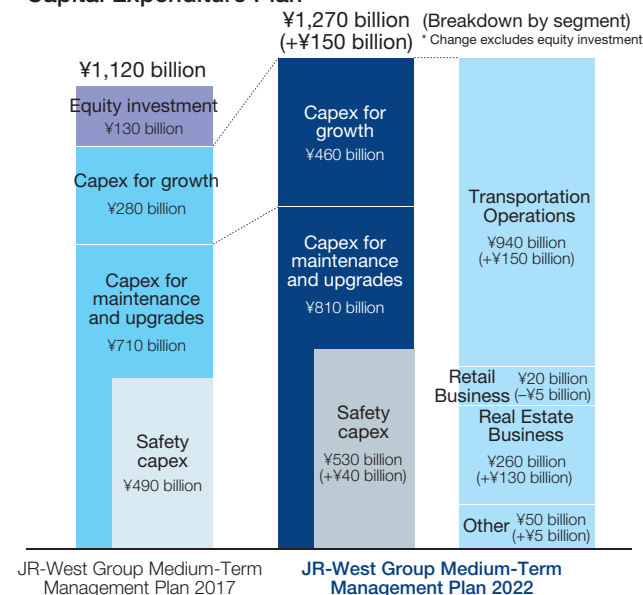 Capital Expenditure Plan
¥1,270 billion
(+¥150 billion)
(Breakdown by segment)
* Change excludes equity investment
¥1,120 billion
Equity investment
¥130 billion
Capex for growth
¥280 billion
Capex for
maintenance
and upgrades
¥710 billion
Safety
capex
¥490 billion
Capex for
growth
¥460 billion
Capex for
maintenance
and upgrades
¥810 billion
Safety
capex
¥530 billion
(+¥40 billion)
Transportation
Operations
¥940 billion
(+¥150 billion)
Retail ¥20 billion
Business (–¥5 billion)
Real Estate
Business
¥260 billion
(+¥130 billion)
Other ¥50 billion
(+¥5 billion)
JR-West Group Medium-Term
Management Plan 2017
JR-West Group Medium-Term
Management Plan 2022